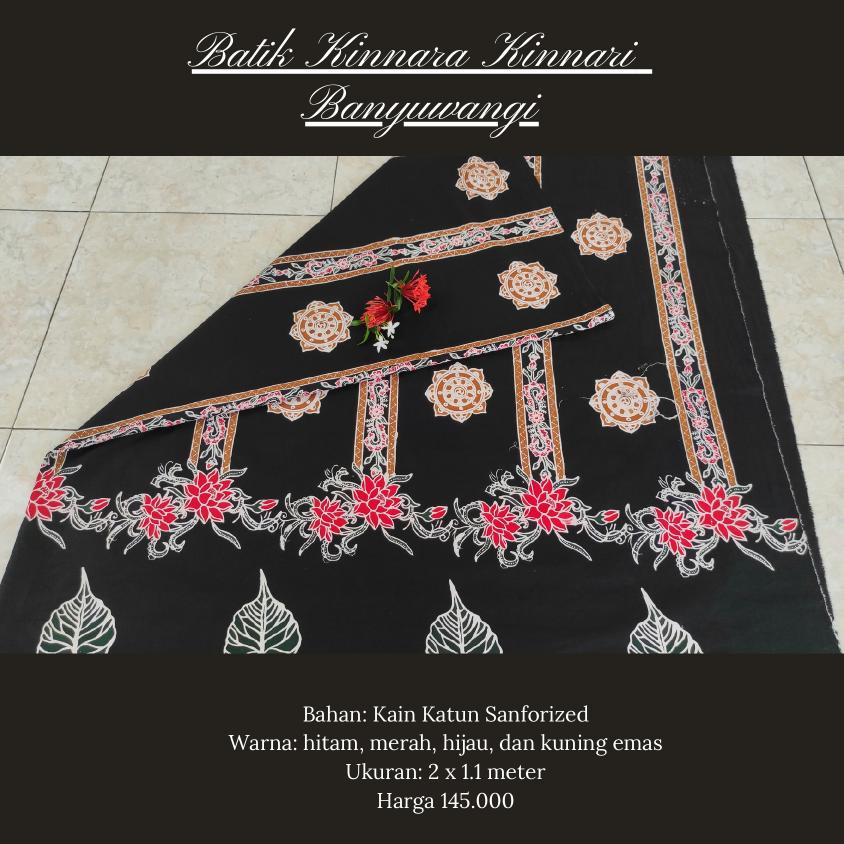 Batik Kinnara Kinnari
Banyuwangi
Bahan: Kain Katun Sanforized
Warna: hitam, merah, hijau, dan kuning emas
Ukuran: 2 x 1.1 meter
Harga 145.000